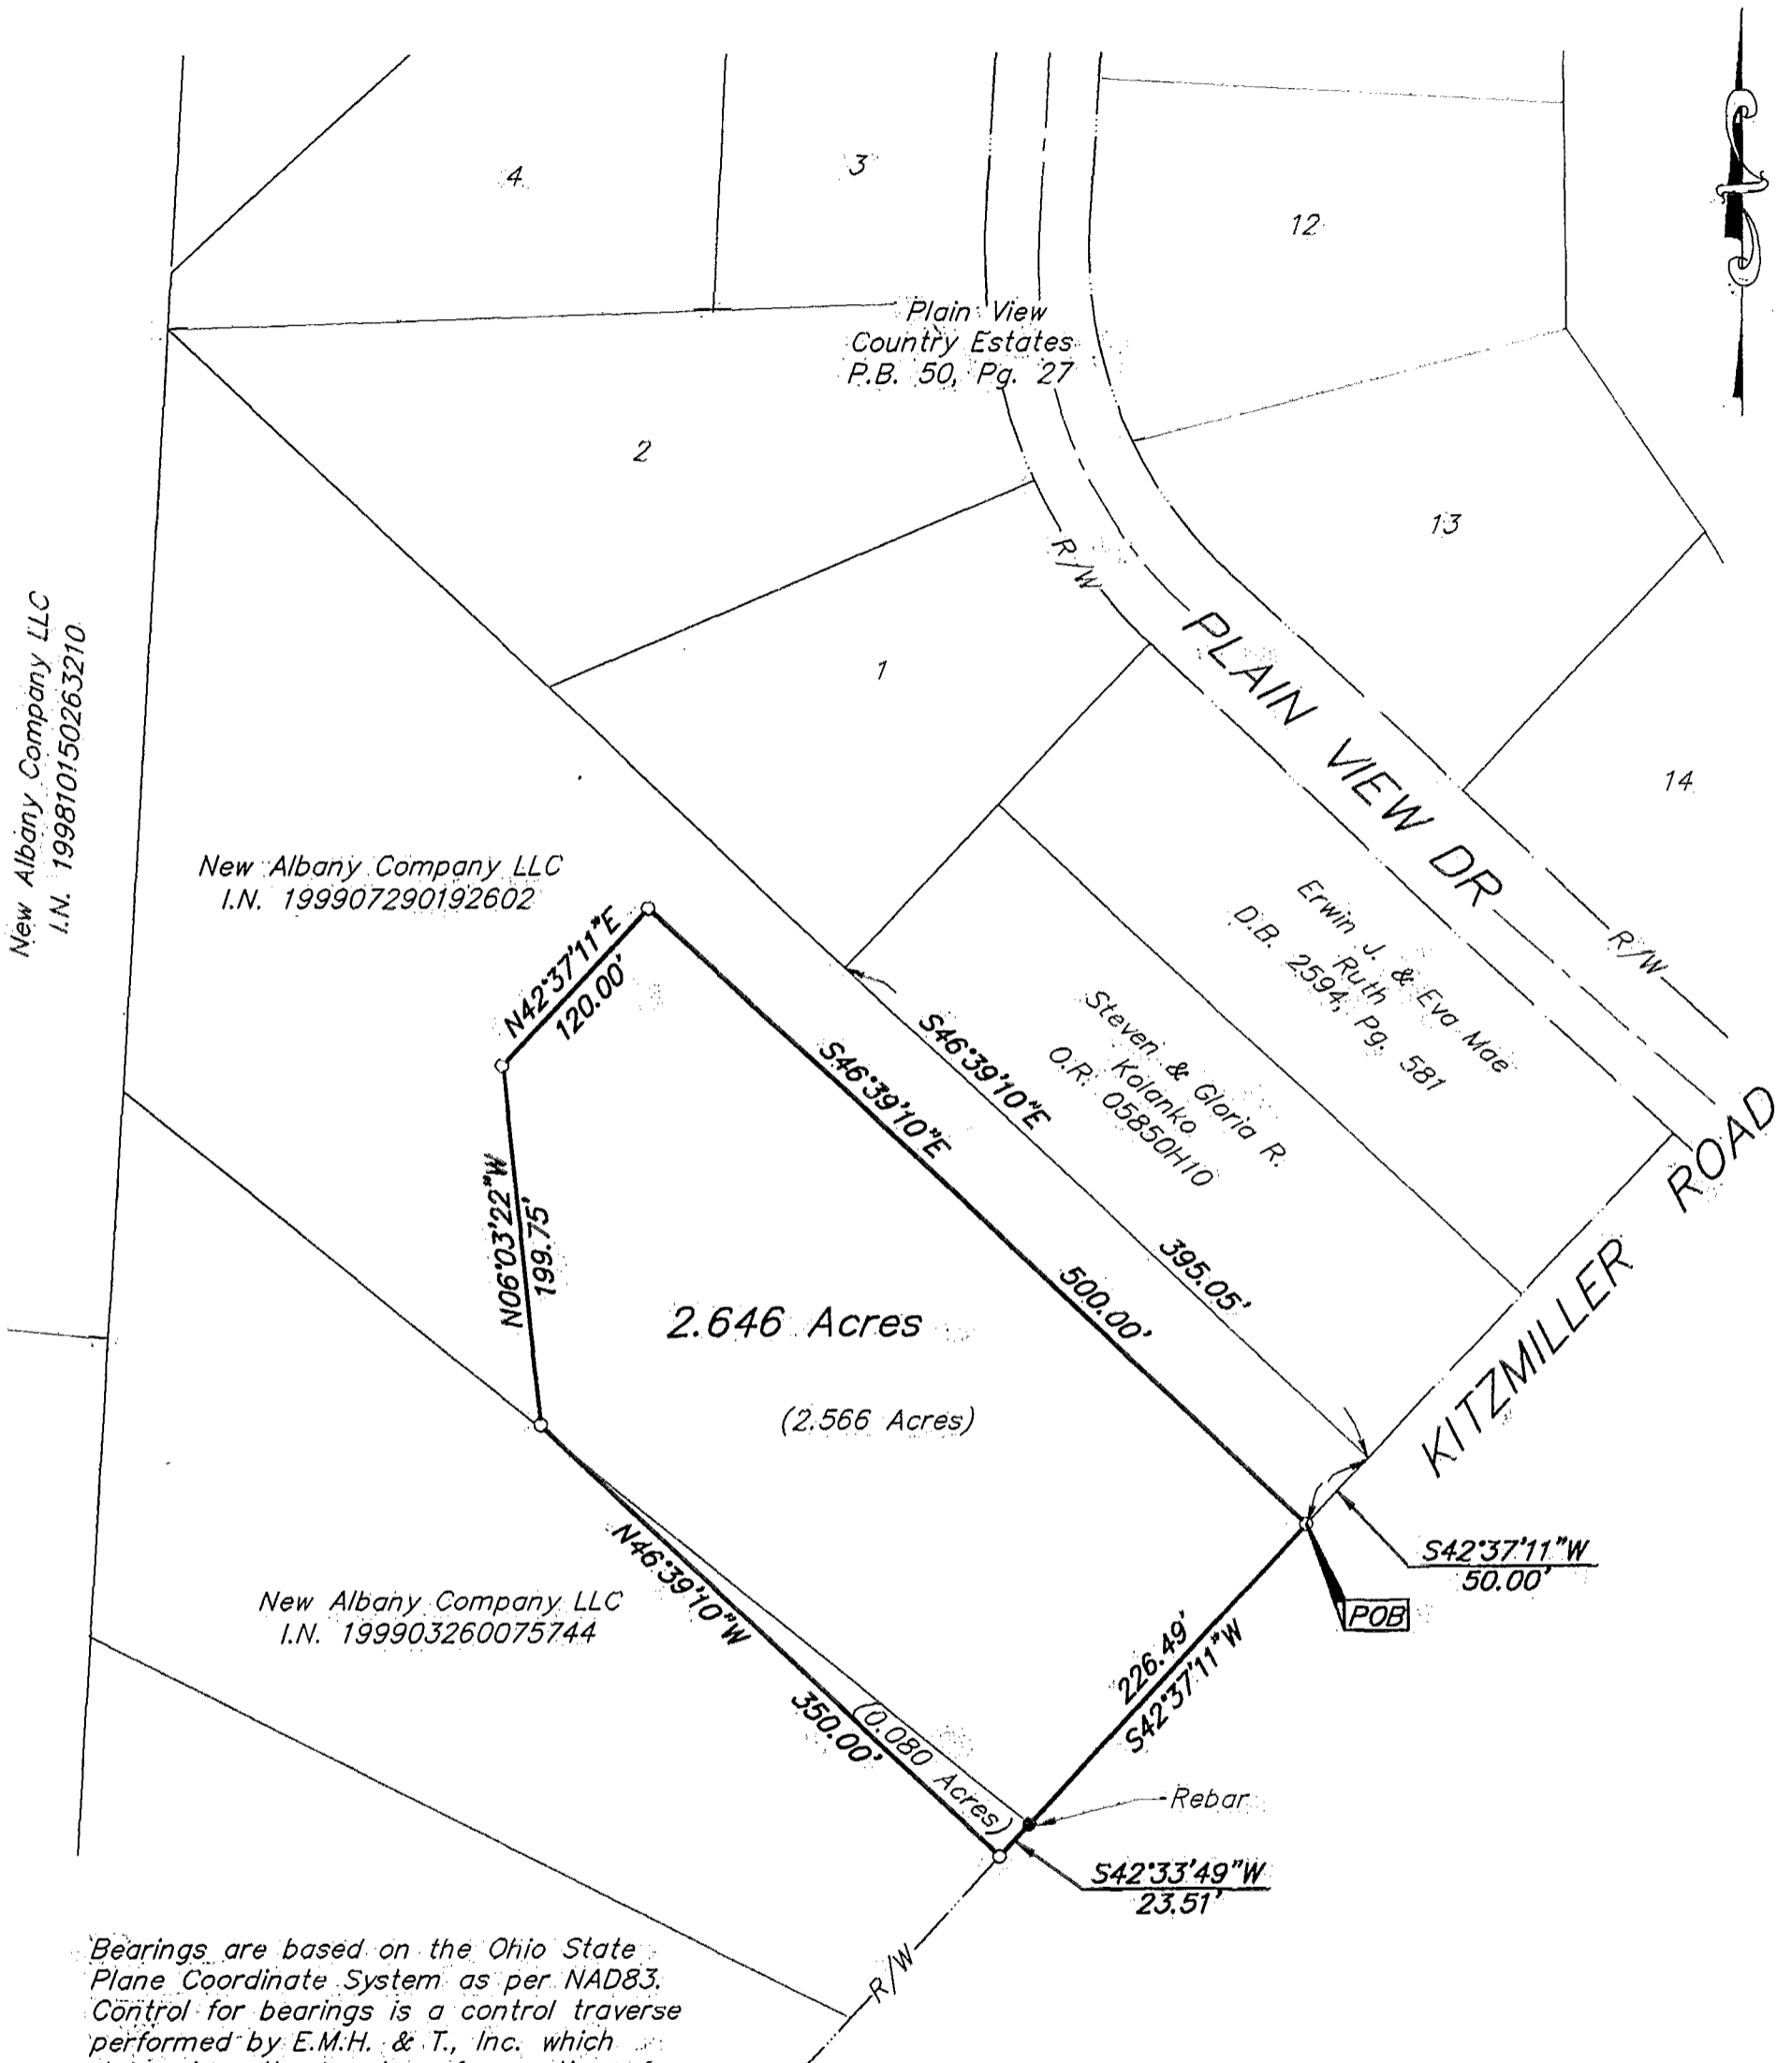 4
3
12
Plain View
Country Estates
P.B. 50, Pg. 27
2
13
R/W
1
PLAIN VIEW DR
14
New Albany Company LLC
I.N. 199810150263210
New Albany Company LLC
I.N. 199907290192602
Erwin J. & Eva Mae
Ruth
D.B. 2594, Pg. 581
R/W
N42°37'11"E
120.00'
Steven & Gloria R.
Kolanko
O.R. 05850H10
S46°39'10"E
395.05'
S46°39'10"E
500.00'
KITZMILLER ROAD
N06°03'22"W
199.75'
2.646 Acres
(2.566 Acres)
S42°37'11"W
50.00'
POB
N46°39'10"W
350.00'
New Albany Company LLC
I.N. 199903260075744
226.49'
S42°37'11"W
(0.080 Acres)
Rebar
S42°33'49"W
23.51'
R/W
Bearings are based on the Ohio State
Plane Coordinate System as per NAD83.
Control for bearings is a control traverse
performed by E.M.H. & T., Inc. which